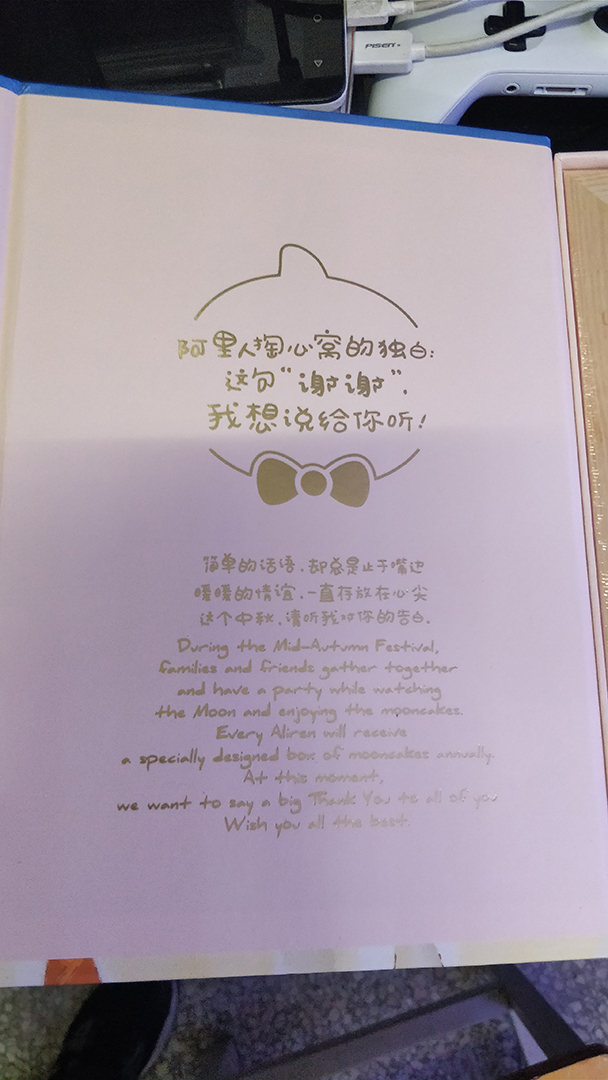 PISEN+
阿里人掏心窝的独白:
这句“谢谢”,
我想说给你听!
简单的话语,却总是止于嘴边
暖暖的情谊,一直存放在心尖
这个中秋,请听我对你的告白。
During the Mid-Autumn Festival,
families and friends gather together
and have a party while watching
the Moon and enjoying the mooncakes.
Every Aliren will receive
a specially designed box of mooncakes annually.
At this moment,
we want to say a big Thank You to all of you
Wish you all the best.